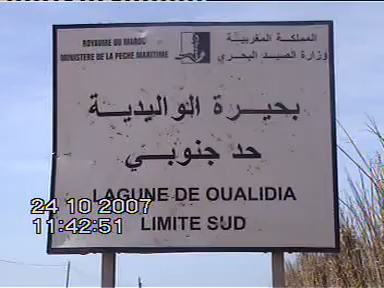 ROYAUME DU MAROC
المملكة المغربية
MINISTERE DE LA PECHE MARITIME
وزارة الصيد البحري
بحيرة الواليدية
حد جنوبي
LAGUNE DE OUALIDIA
LIMITE SUD
24 10 2007
11:42:51